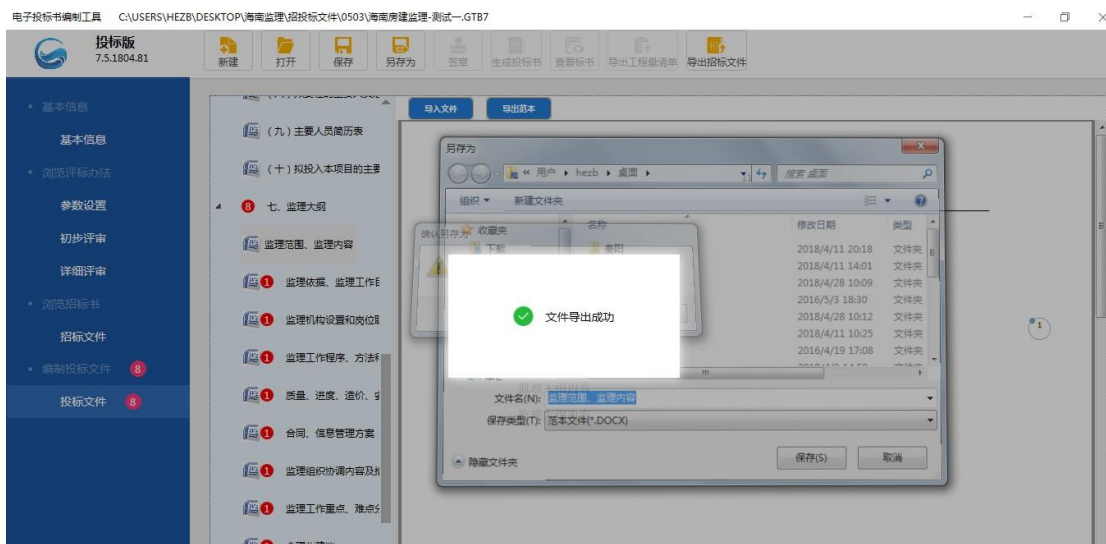 电子投标书编制工具 C:\USERS\HEZB\DESKTOP\海南监理\招投标文件\0503\海南房建监理-测试一.GTB7
投标版
7.5.1804.81
新建 打开 保存 另存为 签章 生成投标书 查看标书 导出工程量清单 导出招标文件
基本信息
基本信息
浏览评标办法
参数设置
初步评审
详细评审
浏览招标书
招标文件
编制投标文件 8
投标文件 8
(九)主要人员简历表
(十)拟投入本项目的主要
8 七、监理大纲
监理范围、监理内容
1 监理依据、监理工作目
1 监理机构设置和岗位职
1 监理工作程序、方法和
1 质量、进度、造价、安
1 合同、信息管理方案
1 监理组织协调内容及措
1 监理工作重点、难点分
导入文件 导出范本
另存为
« 用户 ▸ hezb ▸ 桌面 ▸
搜索 桌面
组织 新建文件夹
确认另存为
收藏夹
下载
名称 修改日期 类型
贵阳
2018/4/11 20:18 文件夹
2018/4/11 14:01 文件夹
2018/4/28 10:09 文件夹
2016/5/3 18:30 文件夹
2018/4/28 10:12 文件夹
2018/4/11 10:25 文件夹
2016/4/19 17:08 文件夹
文件导出成功
文件名(N): 监理范围、监理内容
保存类型(T): 范本文件(*.DOCX)
隐藏文件夹 保存(S) 取消
1